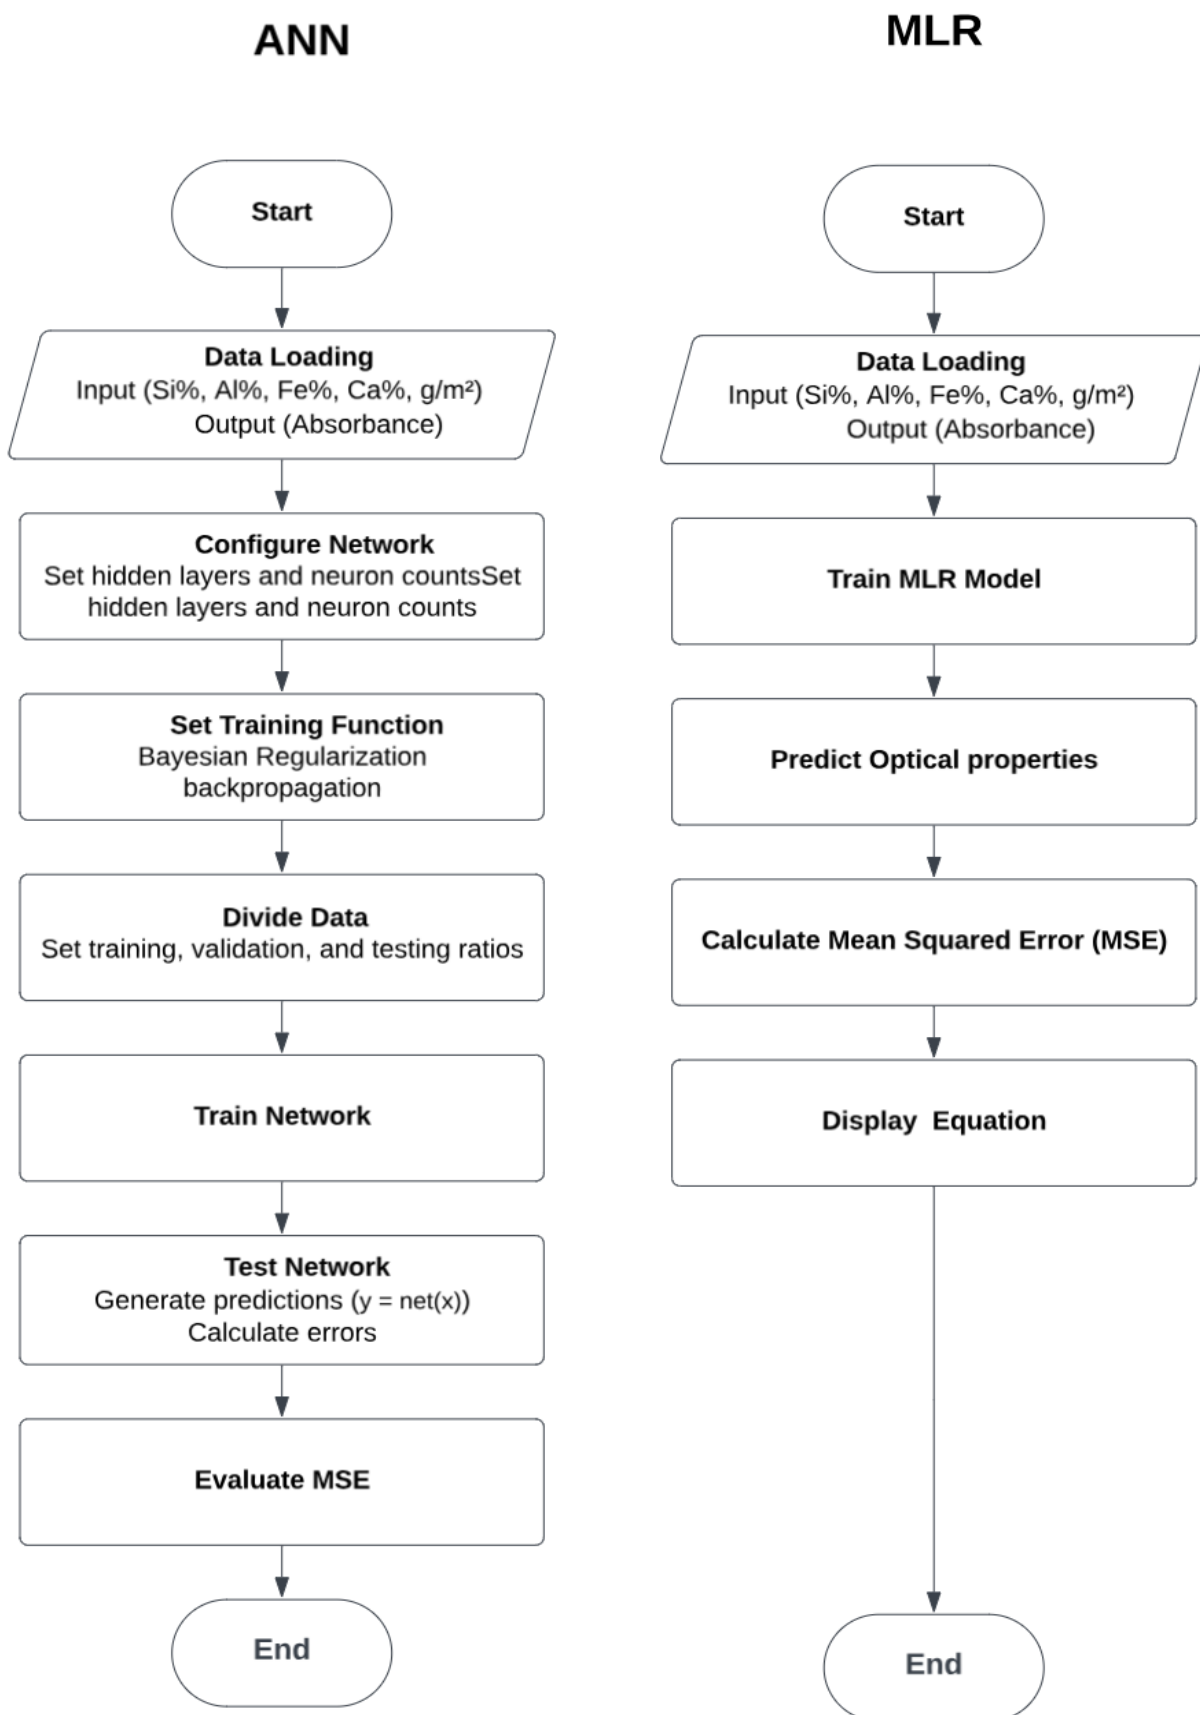 ANN
Start
Data Loading
Input (Si%, Al%, Fe%, Ca%, g/m²)
Output (Absorbance)
Configure Network
Set hidden layers and neuron countsSet
hidden layers and neuron counts
Set Training Function
Bayesian Regularization
backpropagation
Divide Data
Set training, validation, and testing ratios
Train Network
Test Network
Generate predictions (y = net(x))
Calculate errors
Evaluate MSE
End
MLR
Start
Data Loading
Input (Si%, Al%, Fe%, Ca%, g/m²)
Output (Absorbance)
Train MLR Model
Predict Optical properties
Calculate Mean Squared Error (MSE)
Display Equation
End